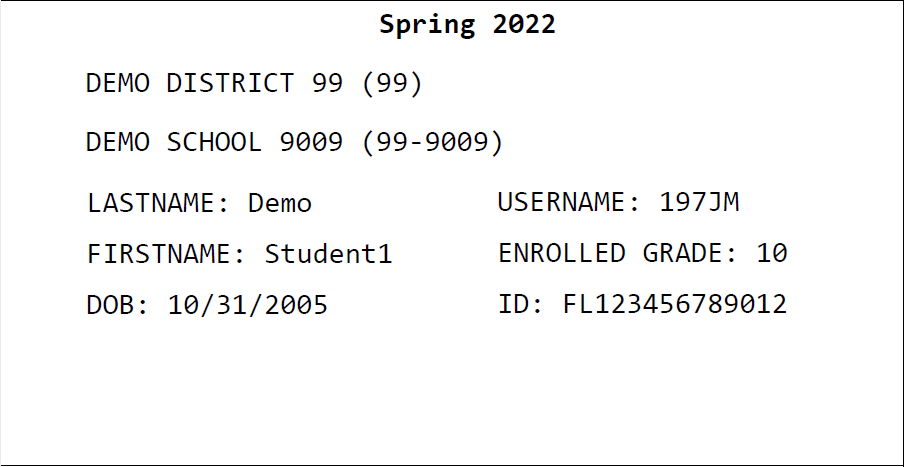 Spring 2022
DEMO DISTRICT 99 (99)
DEMO SCHOOL 9009 (99-9009)
LASTNAME: Demo
USERNAME: 197JM
FIRSTNAME: Student1
ENROLLED GRADE: 10
DOB: 10/31/2005
ID: FL123456789012